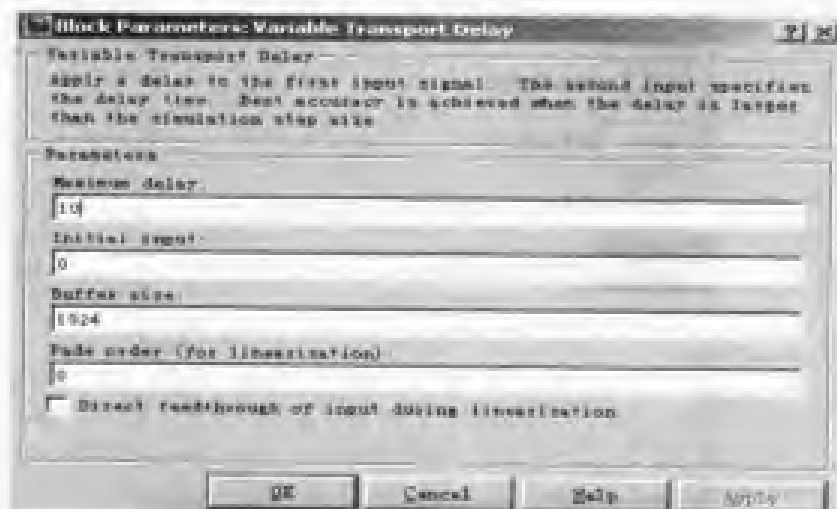 Block Parameters: Variable Transport Delay
Variable Transport Delay
Apply a delay to the first input signal. The second input specifies
the delay time. Best accuracy is achieved when the delay is larger
than the simulation step size
Parameters
Maximum delay
10
Initial input:
0
Buffer size:
1024
Pade order (for linearization)
0
Direct feedthrough of input during linearization
OK
Cancel
Help
Apply